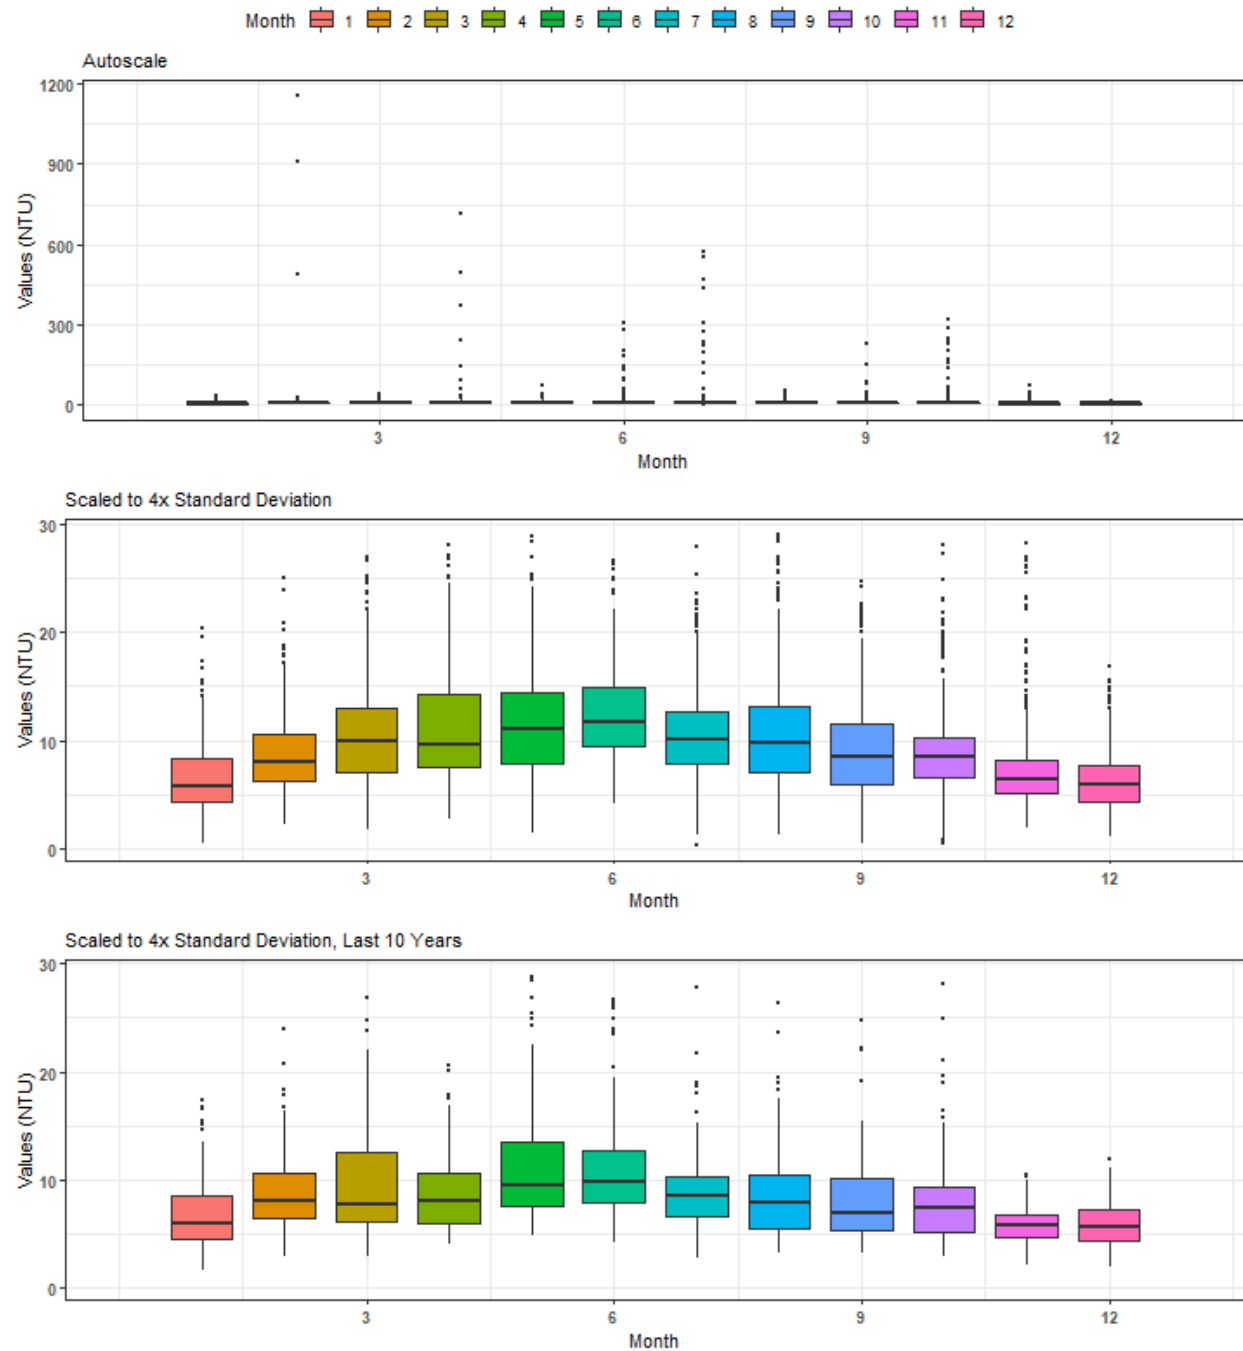 Month 1 2 3 4 5 6 7 8 9 10 11 12
Autoscale
1200
900
600
300
0
Values (NTU)
3 6 9 12
Month
Scaled to 4x Standard Deviation
30
20
10
0
Values (NTU)
3 6 9 12
Month
Scaled to 4x Standard Deviation, Last 10 Years
30
20
10
0
Values (NTU)
3 6 9 12
Month